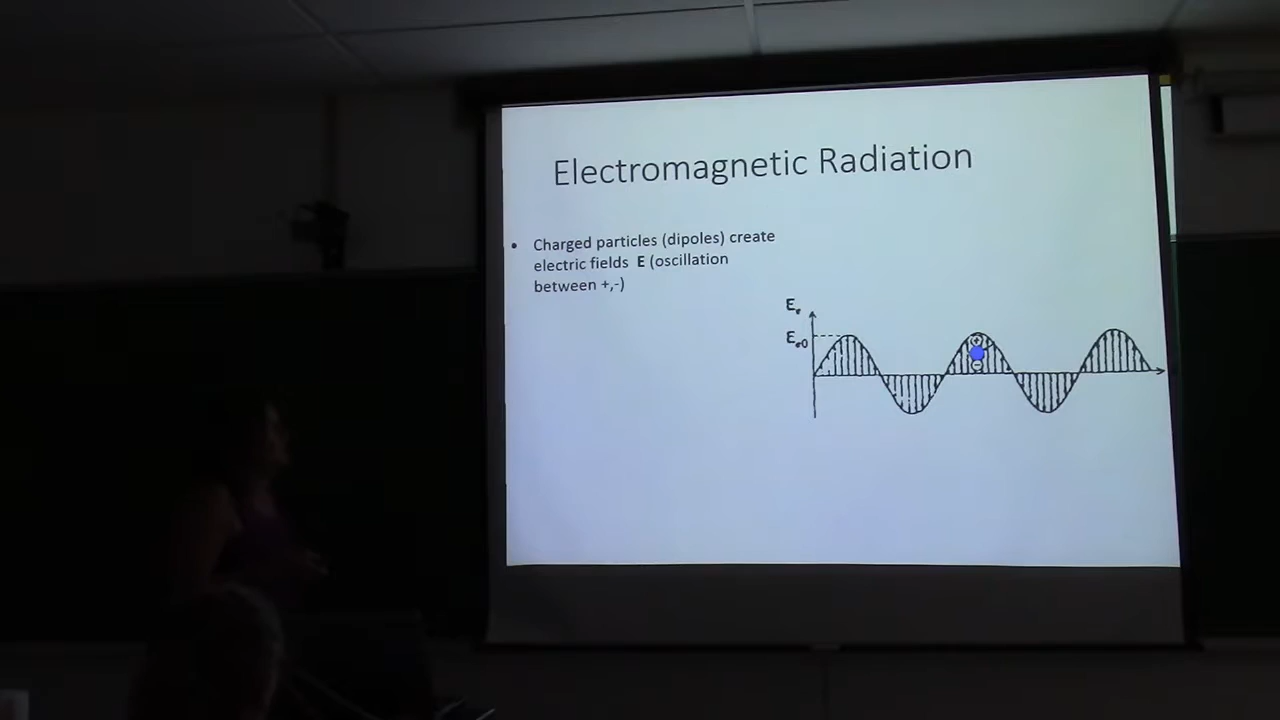 Electromagnetic Radiation
• Charged particles (dipoles) create
electric fields E (oscillation
between +,-)
E
E
+
−